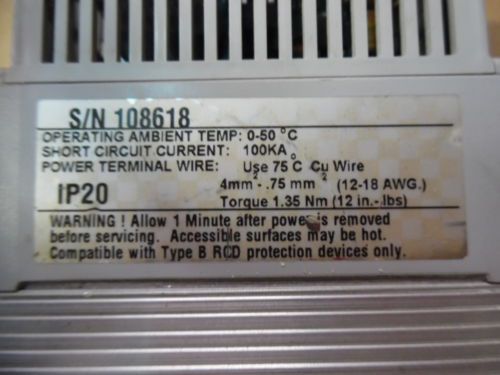 S/N 108618
OPERATING AMBIENT TEMP: 0-50 °C
SHORT CIRCUIT CURRENT: 100KA
POWER TERMINAL WIRE: Use 75 °C Cu Wire
4mm² - .75 mm² (12-18 AWG.)
IP20 Torque 1.35 Nm (12 in.-.lbs)
WARNING ! Allow 1 Minute after power is removed
before servicing. Accessible surfaces may be hot.
Compatible with Type B RCD protection devices only.